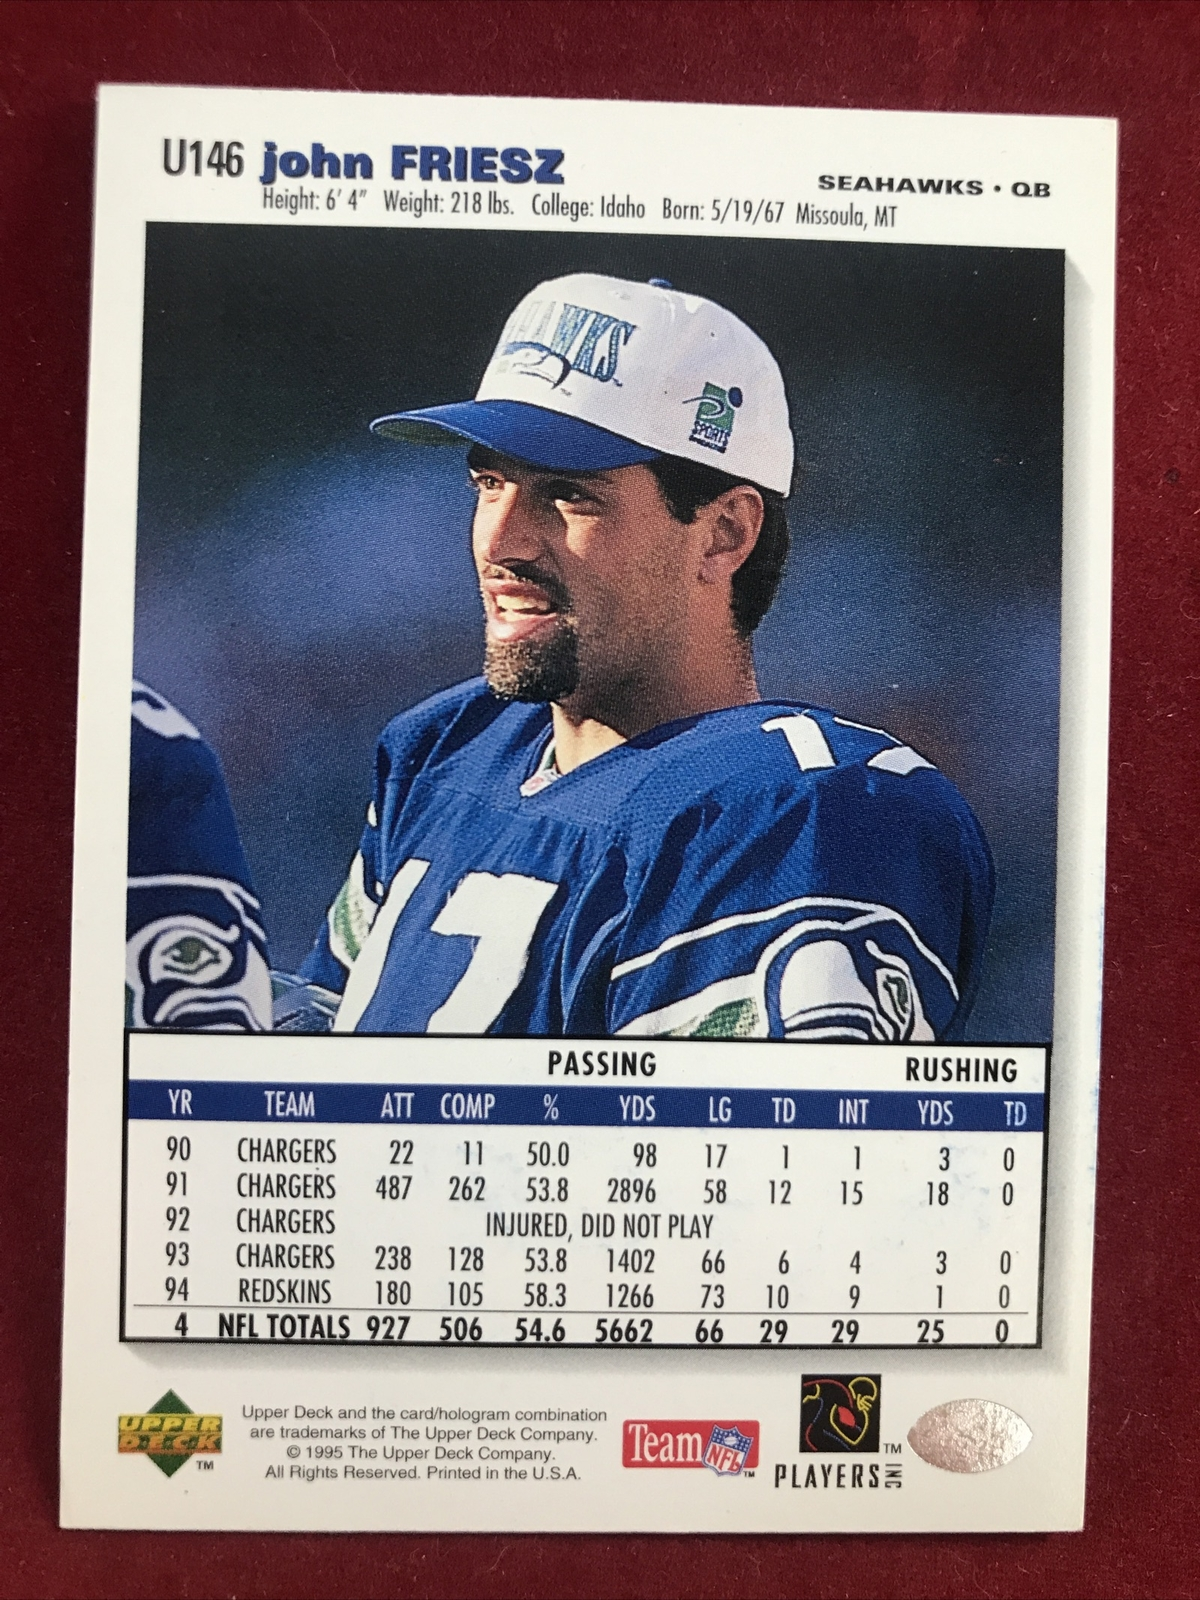 U146 john FRIESZ
SEAHAWKS • QB
Height: 6' 4" Weight: 218 lbs. College: Idaho Born: 5/19/67 Missoula, MT
HAWKS
SPORTS
17
17
PASSING RUSHING
YR TEAM ATT COMP % YDS LG TD INT YDS TD
90 CHARGERS 22 11 50.0 98 17 1 1 3 0
91 CHARGERS 487 262 53.8 2896 58 12 15 18 0
92 CHARGERS INJURED, DID NOT PLAY
93 CHARGERS 238 128 53.8 1402 66 6 4 3 0
94 REDSKINS 180 105 58.3 1266 73 10 9 1 0
4 NFL TOTALS 927 506 54.6 5662 66 29 29 25 0
UPPER
DECK
TM
Upper Deck and the card/hologram combination
are trademarks of The Upper Deck Company.
© 1995 The Upper Deck Company.
All Rights Reserved. Printed in the U.S.A.
Team NFL TM
TM
PLAYERS INC